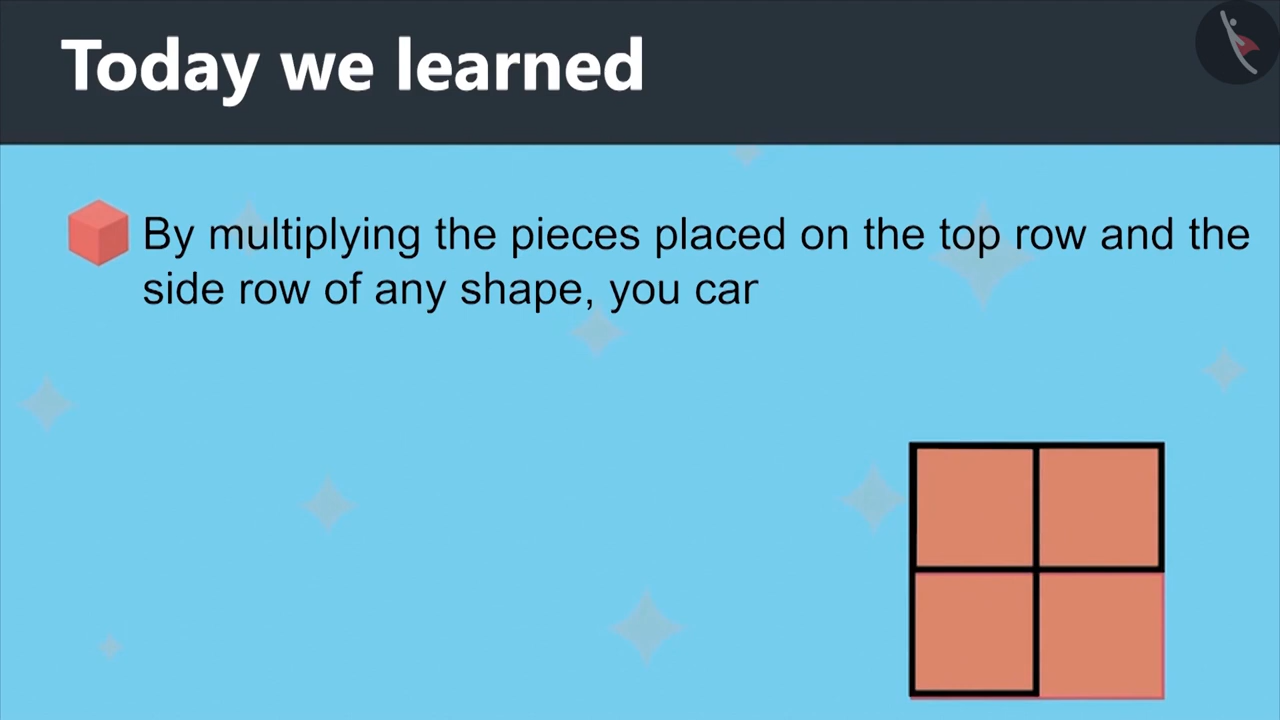 Today we learned
By multiplying the pieces placed on the top row and the
side row of any shape, you car